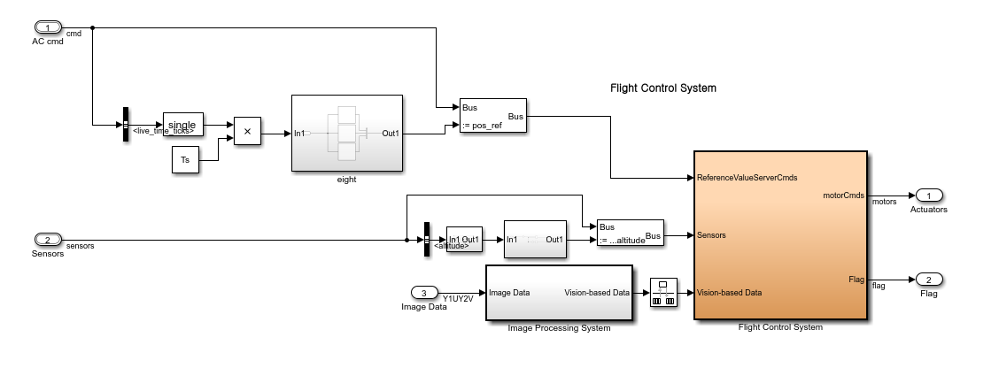 1
cmd
AC cmd
Flight Control System
<live_time_ticks>
single
×
Ts
In1
Out1
eight
Bus
:= pos_ref
Bus
ReferenceValueServerCmds
motorCmds
motors
1
Actuators
2
sensors
Sensors
<altitude>
In1 Out1
In1
Out1
Bus
:= ...altitude
Bus
Sensors
3
Image Data
Y1UY2V
Image Data
Vision-based Data
Image Processing System
Vision-based Data
Flag
flag
2
Flag
Flight Control System